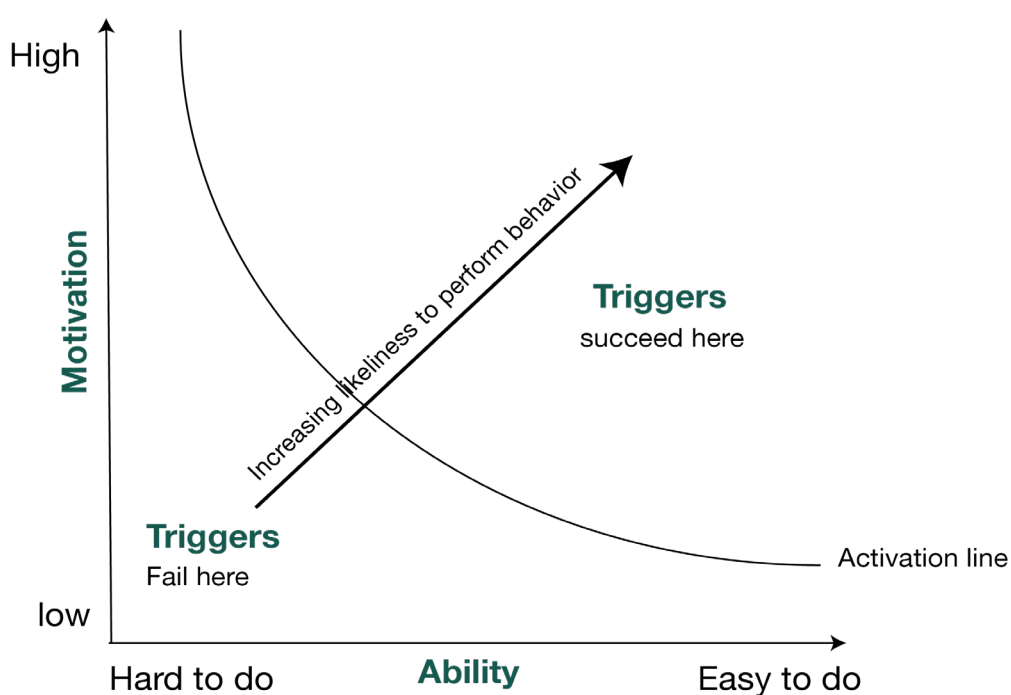 High
Motivation
Increasing likeliness to perform behavior
Triggers
succeed here
Triggers
Fail here
Activation line
low
Hard to do
Ability
Easy to do